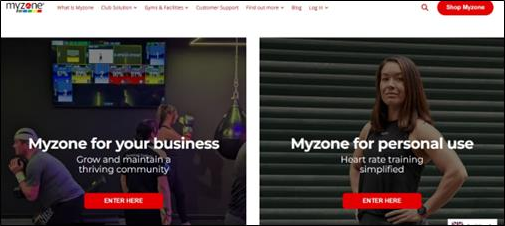 myzone
What is Myzone Club Solution Gyms & Facilities Customer Support Find out more Blog Log in Shop Myzone
Myzone for your business
Grow and maintain a
thriving community
ENTER HERE
Myzone for personal use
Heart rate training
simplified
ENTER HERE